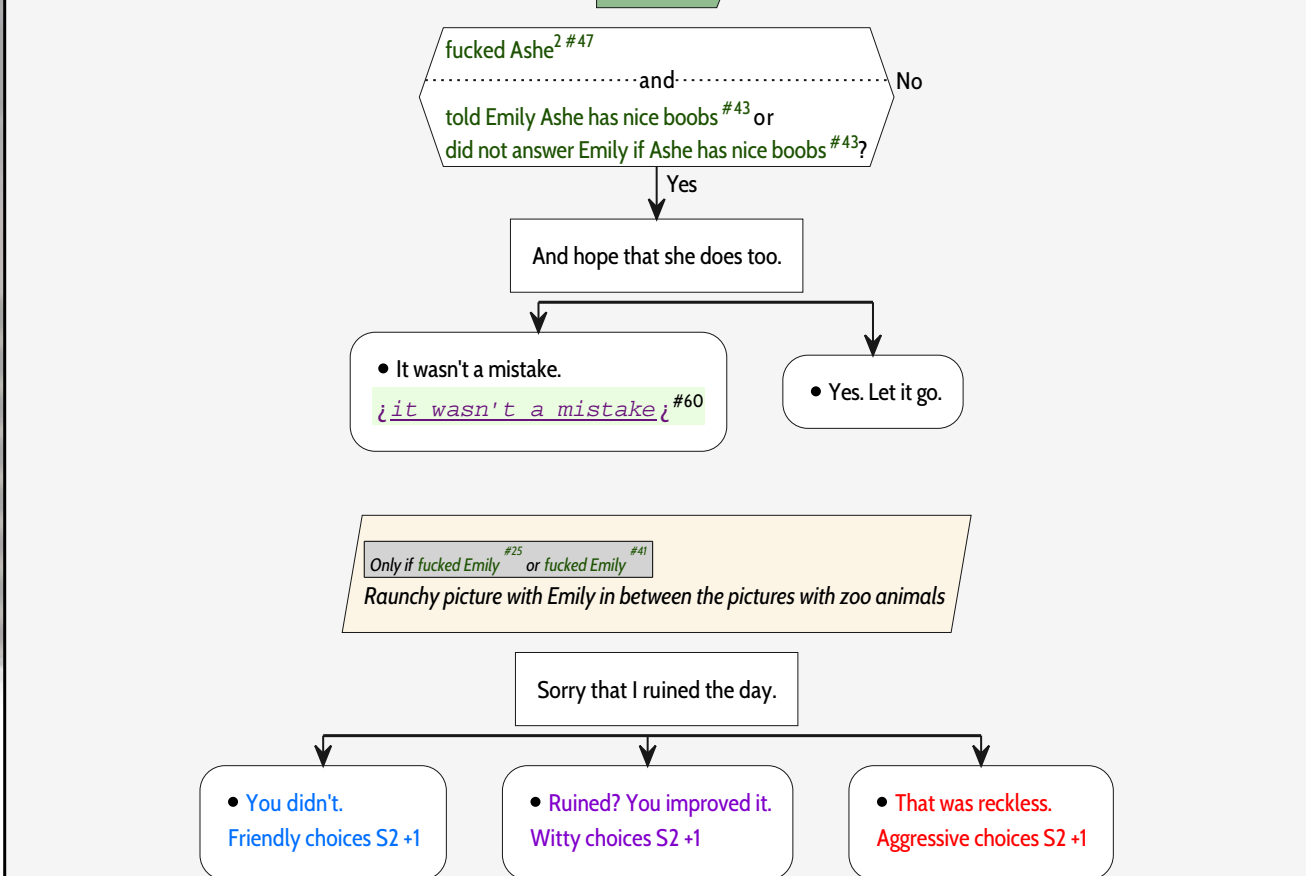 fucked Ashe2 #47
and
No
told Emily Ashe has nice boobs #43 or
did not answer Emily if Ashe has nice boobs #43?
Yes
And hope that she does too.
• It wasn't a mistake.
¿it wasn't a mistake¿#60
• Yes. Let it go.
Only if fucked Emily #25 or fucked Emily #41
Raunchy picture with Emily in between the pictures with zoo animals
Sorry that I ruined the day.
• You didn't.
Friendly choices S2 +1
• Ruined? You improved it.
Witty choices S2 +1
• That was reckless.
Aggressive choices S2 +1